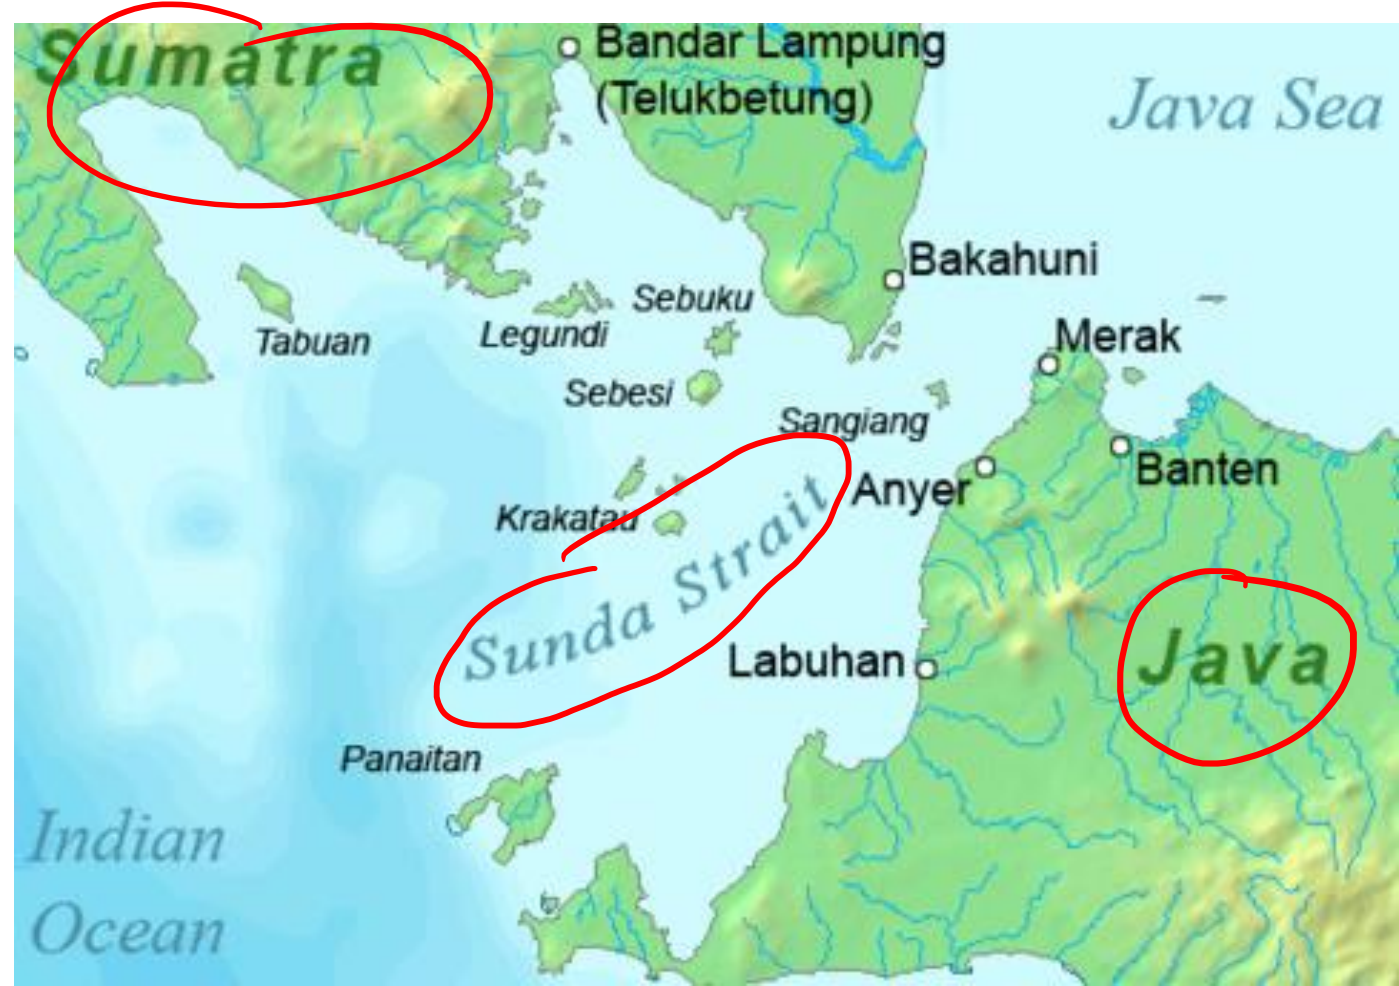 Sumatra
Bandar Lampung
(Telukbetung)
Java Sea
Bakahuni
Sebuku
Legundi
Tabuan
Merak
Sebesi
Sangiang
Banten
Anyer
Krakatau
Sunda Strait
Java
Labuhan
Panaitan
Indian
Ocean